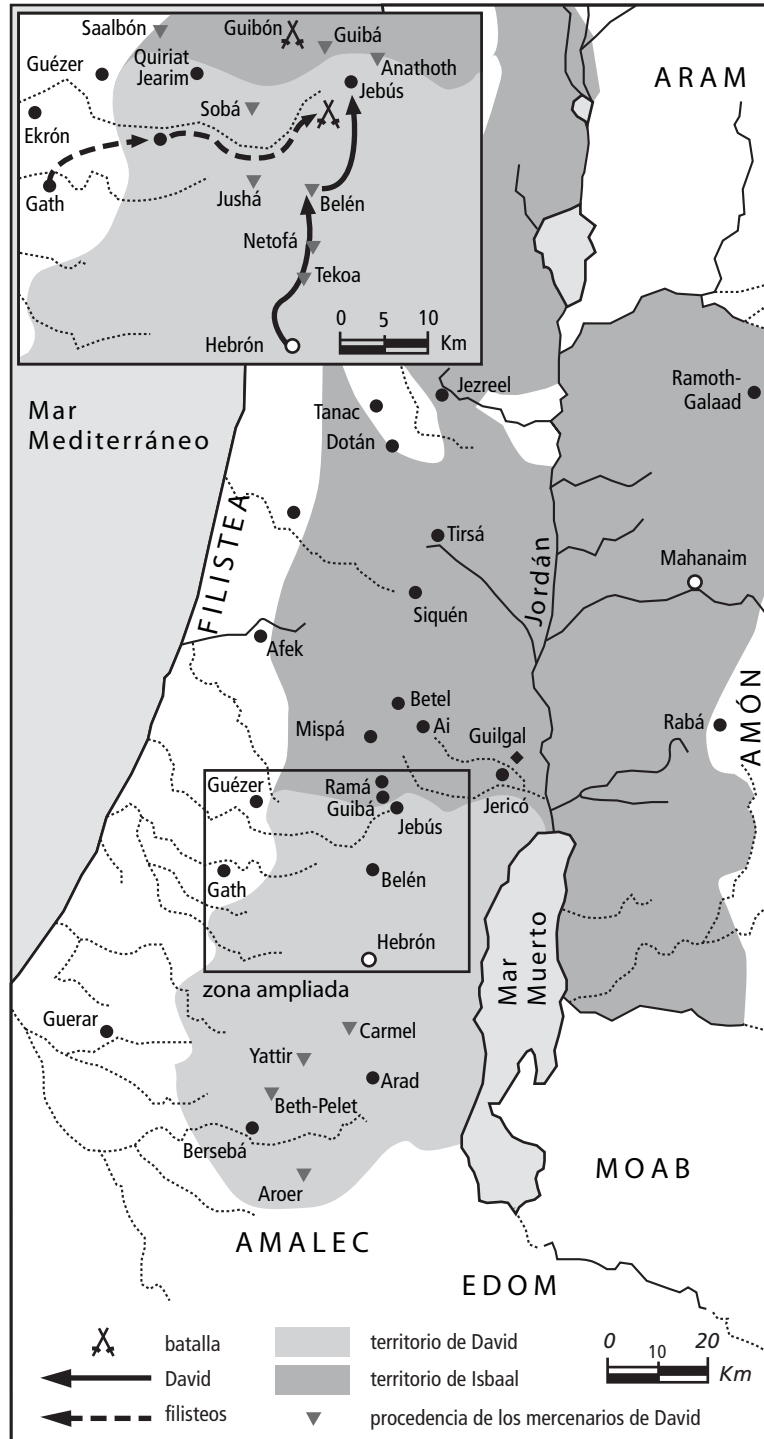 Saalbón
Guibón
Guibá
Guézer
Quiriat
Jearim
Anathoth
Jebús
Sobá
Ekrón
Gath
Jushá
Belén
Netofá
Tekoa
Hebrón
0 5 10
Km
ARAM
Mar
Mediterráneo
Jezreel
Tanac
Dotán
Ramoth-
Galaad
FILISTEA
Tirsá
Jordán
Mahanaim
Siquén
Afek
AMÓN
Betel
Ai
Mispá
Guilgal
Rabá
Guézer
Ramá
Guibá
Jebús
Jericó
Gath
Belén
Hebrón
Mar
Muerto
zona ampliada
Guerar
Carmel
Yattir
Arad
Beth-Pelet
Bersebá
Aroer
MOAB
AMALEC
EDOM
batalla
territorio de David
0 10 20
Km
David
territorio de Isbaal
filisteos
procedencia de los mercenarios de David